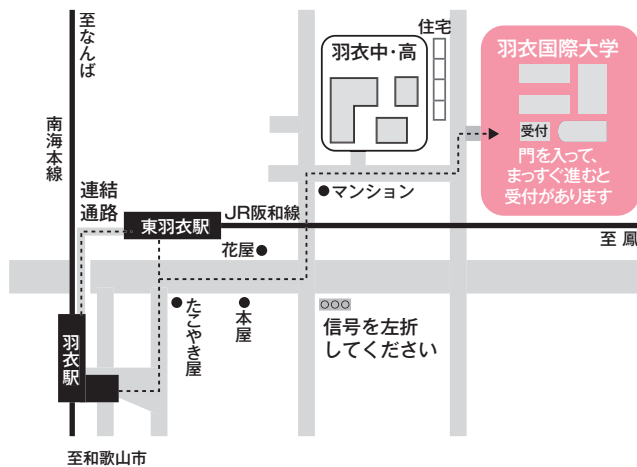 至なんば
南海本線
連結
通路
東羽衣駅
JR阪和線
羽衣駅
至和歌山市
羽衣中・高
住宅
羽衣国際大学
受付
門を入って、
まっすぐ進むと
受付があります
マンション
至 鳳
花屋
たこやき屋
本屋
信号を左折
してください